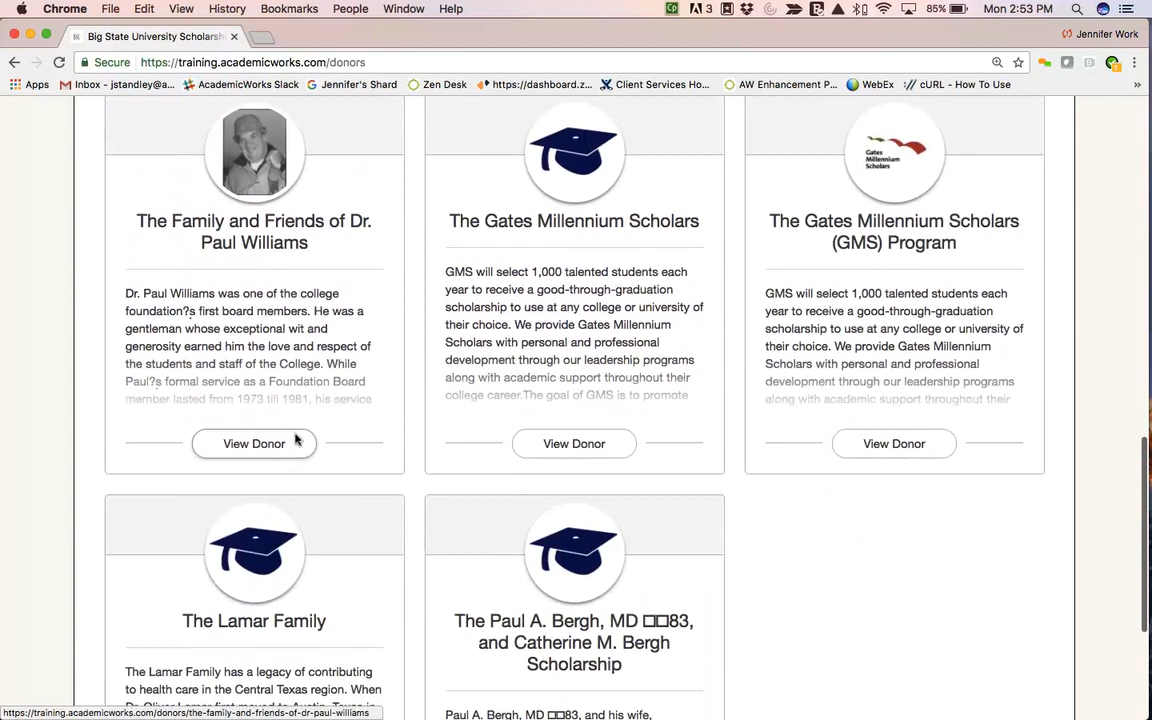 Chrome File Edit View History Bookmarks People Window Help 3 85% Mon 2:53 PM
Big State University Scholarsh Jennifer Work
Secure https://training.academicworks.com/donors
Apps Inbox - jstandley@a... AcademicWorks Slack Jennifer's Shard Zen Desk https://dashboard.z... Client Services Ho... AW Enhancement P... WebEx cURL - How To Use »
Gates
Millennium
Scholars
The Family and Friends of Dr.
Paul Williams
Dr. Paul Williams was one of the college
foundation?s first board members. He was a
gentleman whose exceptional wit and
generosity earned him the love and respect of
the students and staff of the College. While
Paul?s formal service as a Foundation Board
member lasted from 1973 till 1981, his service
View Donor
The Gates Millennium Scholars
GMS will select 1,000 talented students each
year to receive a good-through-graduation
scholarship to use at any college or university of
their choice. We provide Gates Millennium
Scholars with personal and professional
development through our leadership programs
along with academic support throughout their
college career.The goal of GMS is to promote
View Donor
The Gates Millennium Scholars
(GMS) Program
GMS will select 1,000 talented students each
year to receive a good-through-graduation
scholarship to use at any college or university of
their choice. We provide Gates Millennium
Scholars with personal and professional
development through our leadership programs
along with academic support throughout their
View Donor
The Lamar Family
The Lamar Family has a legacy of contributing
to health care in the Central Texas region. When
Dr. Oliver Lamar first moved to Austin, Texas in
The Paul A. Bergh, MD □□83,
and Catherine M. Bergh
Scholarship
Paul A. Bergh, MD □□83, and his wife,
https://training.academicworks.com/donors/the-family-and-friends-of-dr-paul-williams